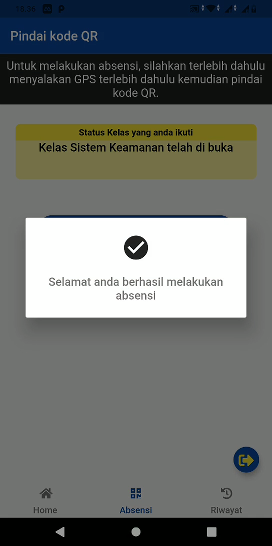 Pindai kode QR
Untuk melakukan absensi, silahkan terlebih dahulu
menyalakan GPS terlebih dahulu kemudian pindai
kode QR.
Status Kelas yang anda ikuti
Kelas Sistem Keamanan telah di buka
Selamat anda berhasil melakukan
absensi
Home
Absensi
Riwayat